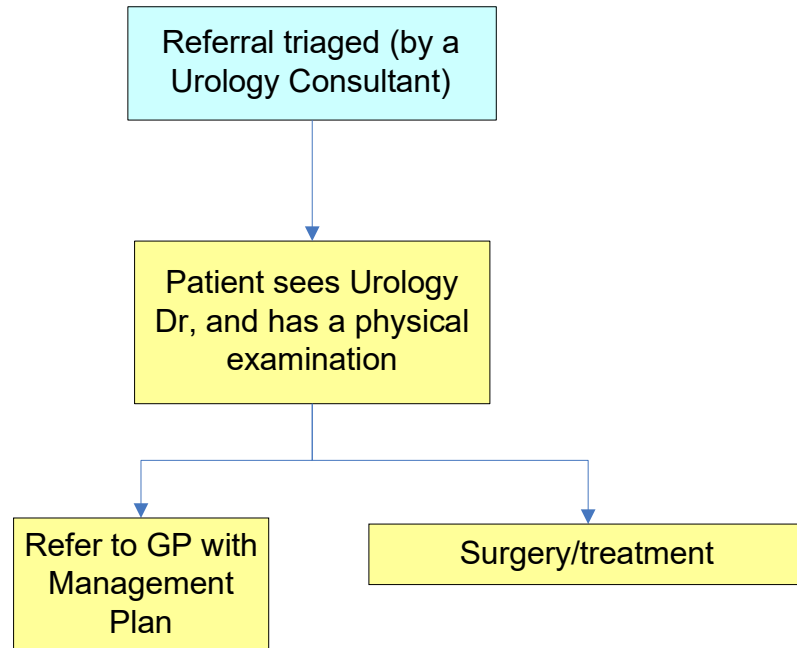 Referral triaged (by a
Urology Consultant)
Patient sees Urology
Dr, and has a physical
examination
Refer to GP with
Management
Plan
Surgery/treatment